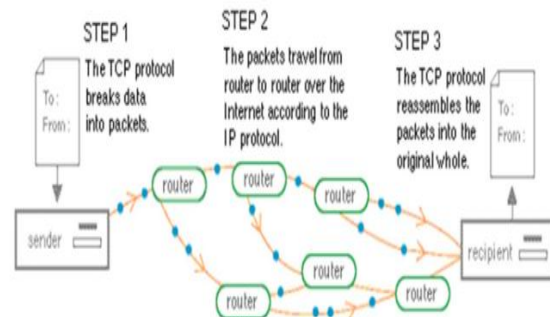 STEP 1
The TCP protocol
breaks data
into packets.
STEP 2
The packets travel from
router to router over the
Internet according to the
IP protocol.
STEP 3
The TCP protocol
reassembles the
packets into the
original whole.
To:
From:
To:
From:
sender
router
router
router
router
router
router
recipient